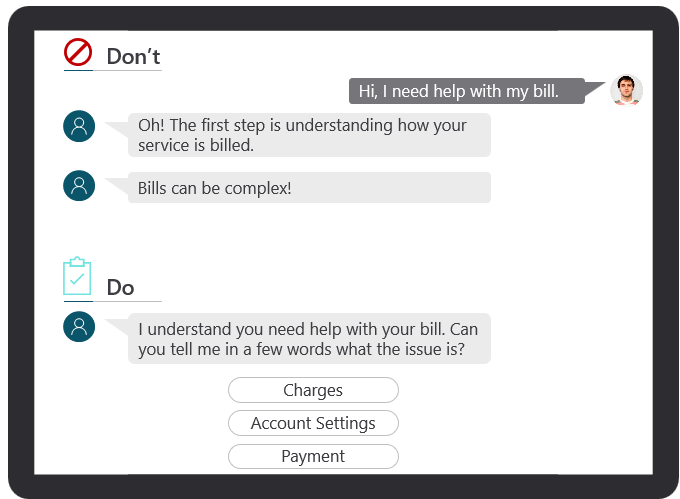 Don’t
Hi, I need help with my bill.
Oh! The first step is understanding how your
service is billed.
Bills can be complex!
Do
I understand you need help with your bill. Can
you tell me in a few words what the issue is?
Charges
Account Settings
Payment